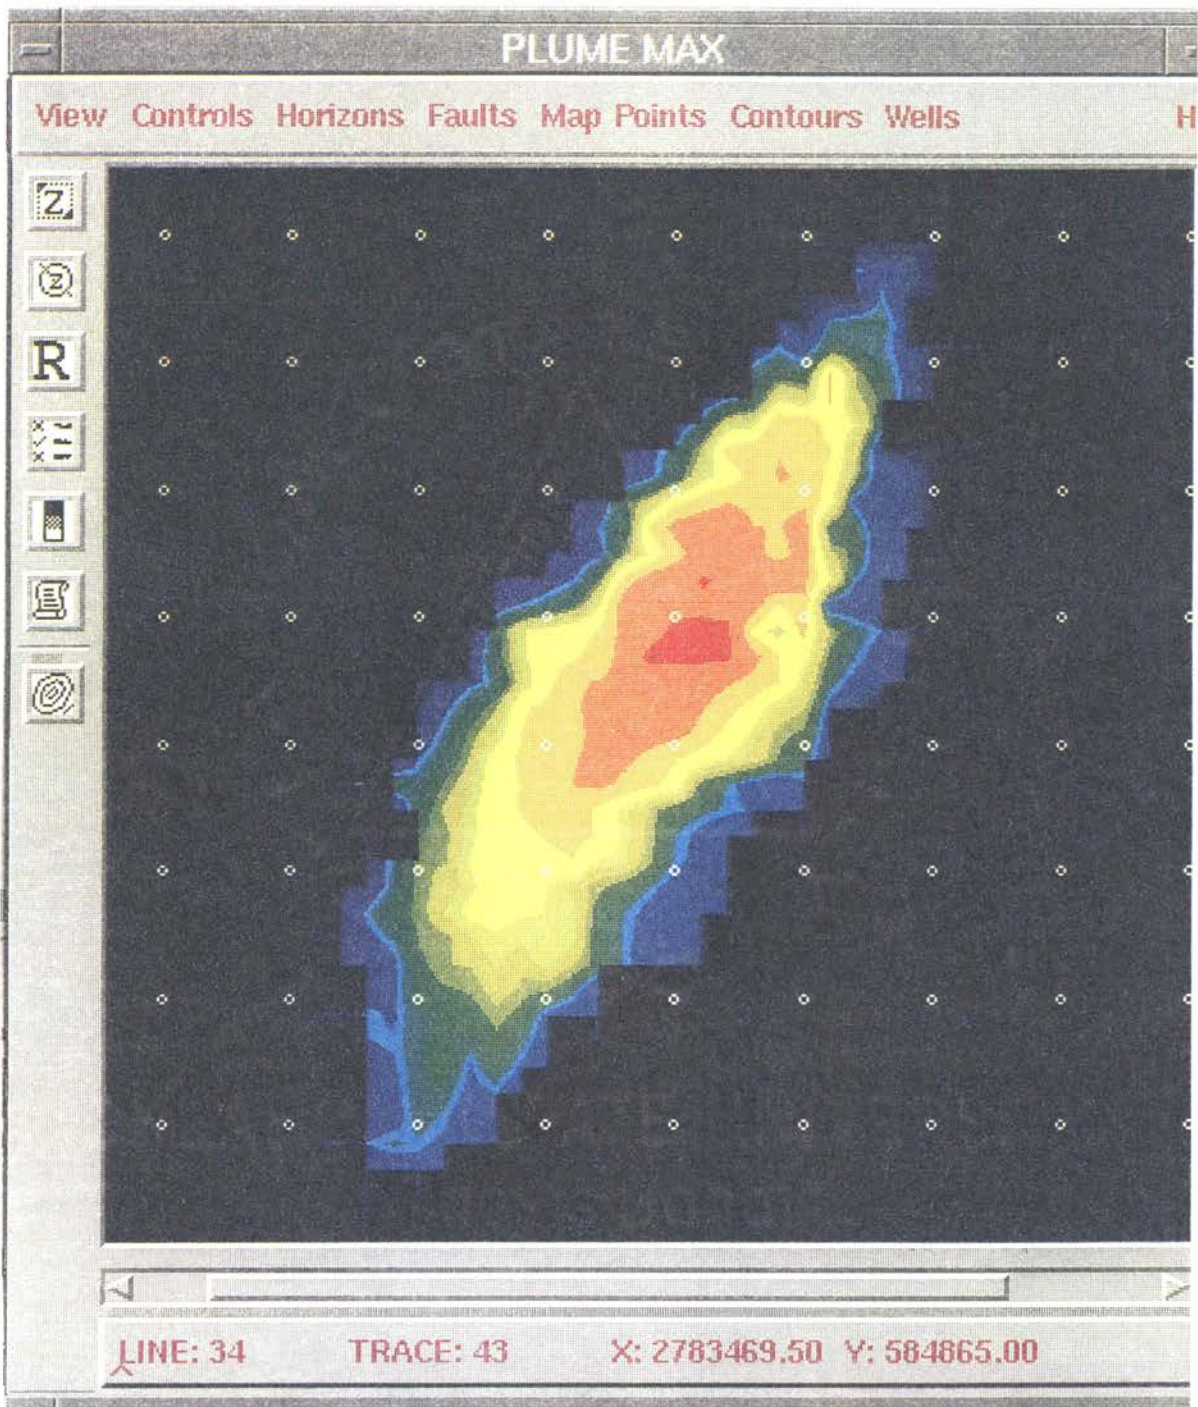 PLUME MAX
View Controls Horizons Faults Map Points Contours Wells H
Z
Z
R
LINE: 34 TRACE: 43 X: 2783469.50 Y: 584865.00